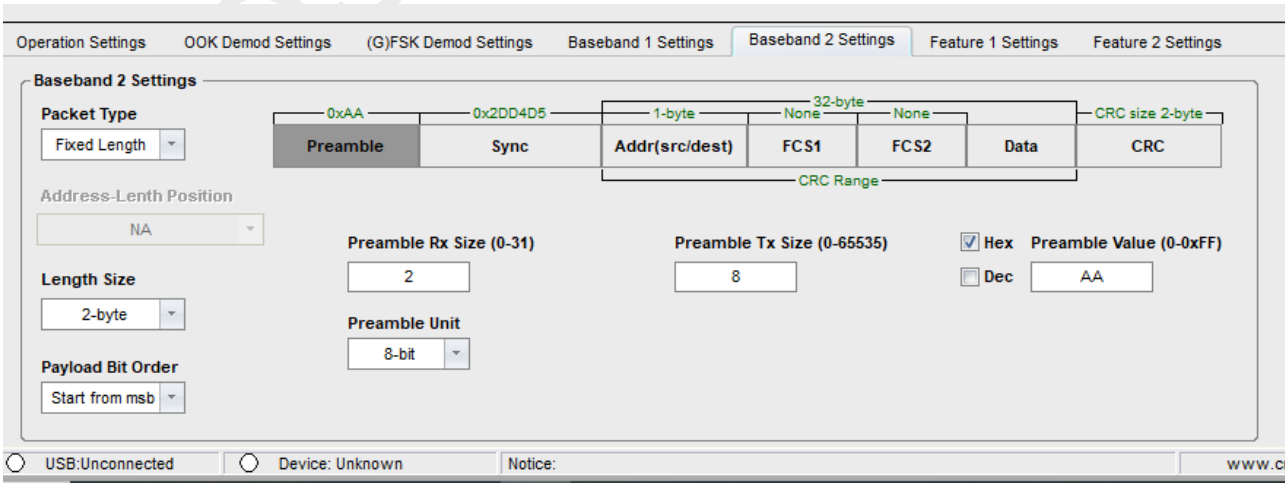 Operation Settings OOK Demod Settings (G)FSK Demod Settings Baseband 1 Settings Baseband 2 Settings Feature 1 Settings Feature 2 Settings
Baseband 2 Settings
Packet Type
Fixed Length
32-byte
0xAA 0x2DD4D5 1-byte None None CRC size 2-byte
Preamble Sync Addr(src/dest) FCS1 FCS2 Data CRC
CRC Range
Address-Lenth Position
NA
Preamble Rx Size (0-31) Preamble Tx Size (0-65535) Hex Preamble Value (0-0xFF)
2 8 Dec AA
Length Size
2-byte
Preamble Unit
8-bit
Payload Bit Order
Start from msb
USB:Unconnected Device: Unknown Notice: www.c